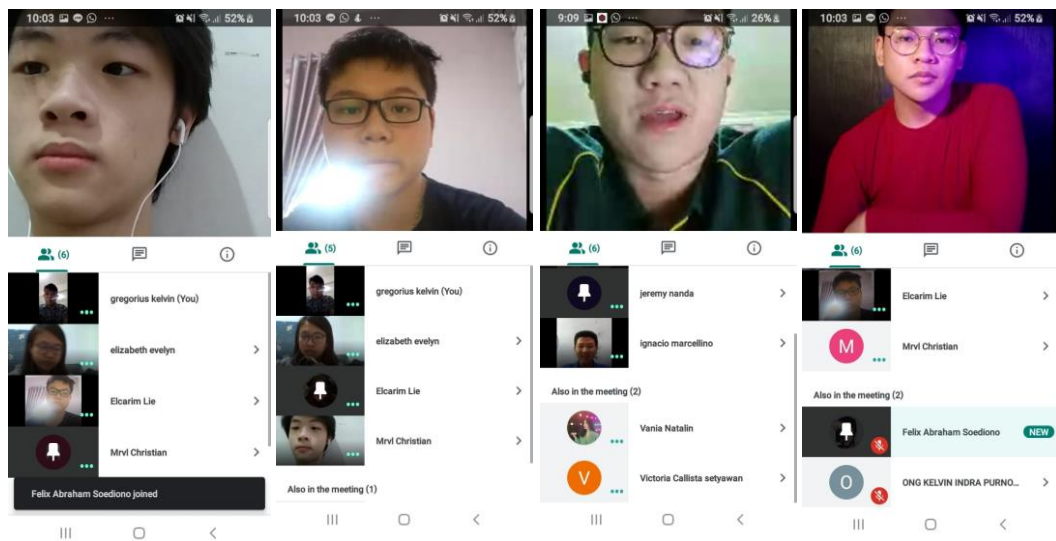 10:03 ... 52%
(6)
gregorius kelvin (You)
elizabeth evelyn
Elcarim Lie
Mrvl Christian
Felix Abraham Soediono joined
10:03 ... 52%
(5)
gregorius kelvin (You)
elizabeth evelyn
Elcarim Lie
Mrvl Christian
Also in the meeting (1)
9:09 ... 26%
(6)
jeremy nanda
ignacio marcellino
Also in the meeting (2)
Vania Natalin
V
Victoria Callista setyawan
10:03 ... 52%
(6)
Elcarim Lie
M
Mrvl Christian
Also in the meeting (2)
Felix Abraham Soediono NEW
O
ONG KELVIN INDRA PURNO...